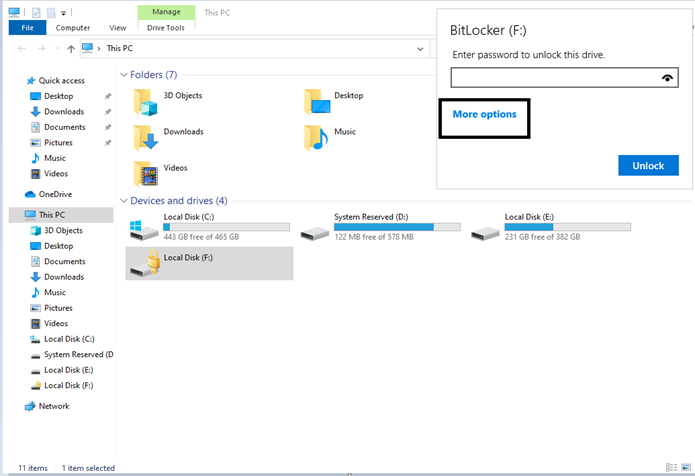 Manage
This PC
File
Computer
View
Drive Tools
This PC
Quick access
Desktop
Downloads
Documents
Pictures
Music
Videos
OneDrive
This PC
3D Objects
Desktop
Documents
Downloads
Music
Pictures
Videos
Local Disk (C:)
System Reserved (D
Local Disk (E:)
Local Disk (F:)
Network
Folders (7)
3D Objects
Desktop
Downloads
Music
Videos
Devices and drives (4)
Local Disk (C:)
443 GB free of 465 GB
System Reserved (D:)
122 MB free of 578 MB
Local Disk (E:)
231 GB free of 382 GB
Local Disk (F:)
BitLocker (F:)
Enter password to unlock this drive.
More options
Unlock
11 items
1 item selected